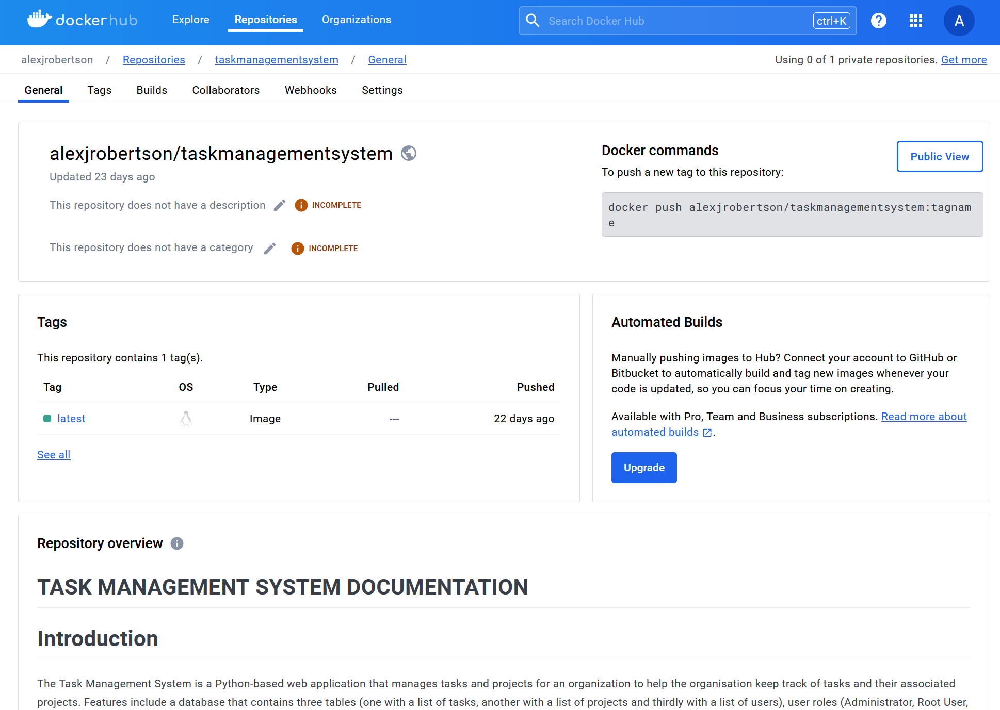 dockerhub Explore Repositories Organizations Search Docker Hub ctrl+K ? A
alexjrobertson / Repositories / taskmanagementsystem / General Using 0 of 1 private repositories. Get more
General Tags Builds Collaborators Webhooks Settings
alexjrobertson/taskmanagementsystem
Updated 23 days ago
This repository does not have a description INCOMPLETE
This repository does not have a category INCOMPLETE
Docker commands
Public View
To push a new tag to this repository:
docker push alexjrobertson/taskmanagementsystem:tagnam
e
Tags
This repository contains 1 tag(s).
Tag OS Type Pulled Pushed
latest Image --- 22 days ago
See all
Automated Builds
Manually pushing images to Hub? Connect your account to GitHub or
Bitbucket to automatically build and tag new images whenever your
code is updated, so you can focus your time on creating.
Available with Pro, Team and Business subscriptions. Read more about
automated builds .
Upgrade
Repository overview
TASK MANAGEMENT SYSTEM DOCUMENTATION
Introduction
The Task Management System is a Python-based web application that manages tasks and projects for an organization to help the organisation keep track of tasks and their associated
projects. Features include a database that contains three tables (one with a list of tasks, another with a list of projects and thirdly with a list of users), user roles (Administrator, Root User,